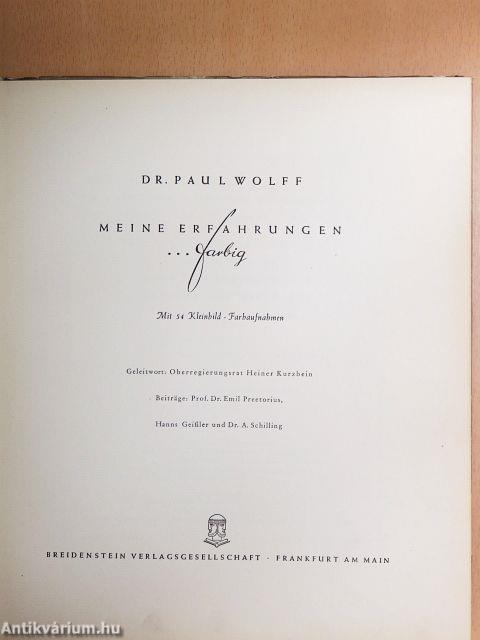 DR. PAUL WOLFF
MEINE ERFAHRUNGEN
... farbig
Mit 54 Kleinbild - Farbaufnahmen
Geleitwort: Oberregierungsrat Heiner Kurzbein
Beiträge: Prof. Dr. Emil Preetorius,
Hanns Geißler und Dr. A. Schilling
BREIDENSTEIN VERLAGSGESELLSCHAFT · FRANKFURT AM MAIN
Antikvárium.hu